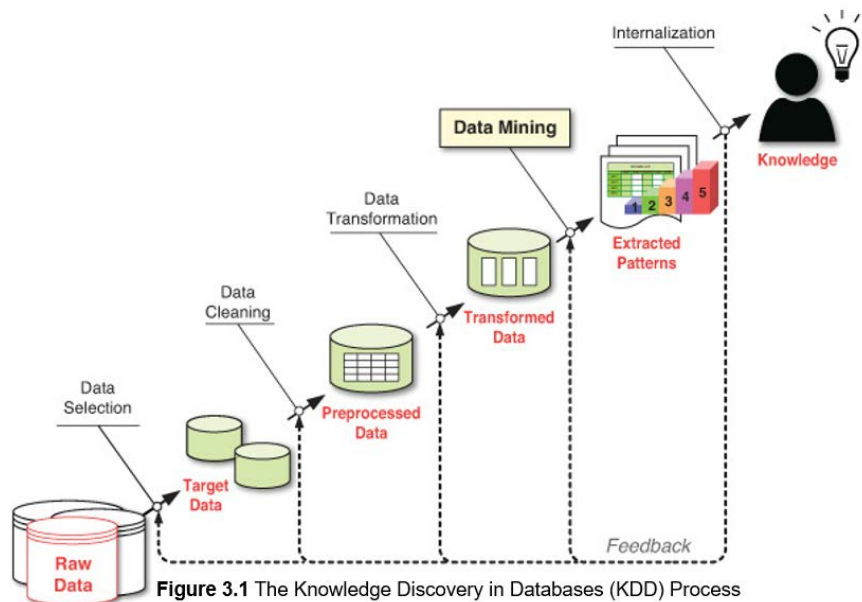 Internalization
Knowledge
Data Mining
1 2 3 4 5
Extracted
Patterns
Data
Transformation
Transformed
Data
Data
Cleaning
Preprocessed
Data
Data
Selection
Target
Data
Raw
Data
Feedback
Figure 3.1 The Knowledge Discovery in Databases (KDD) Process